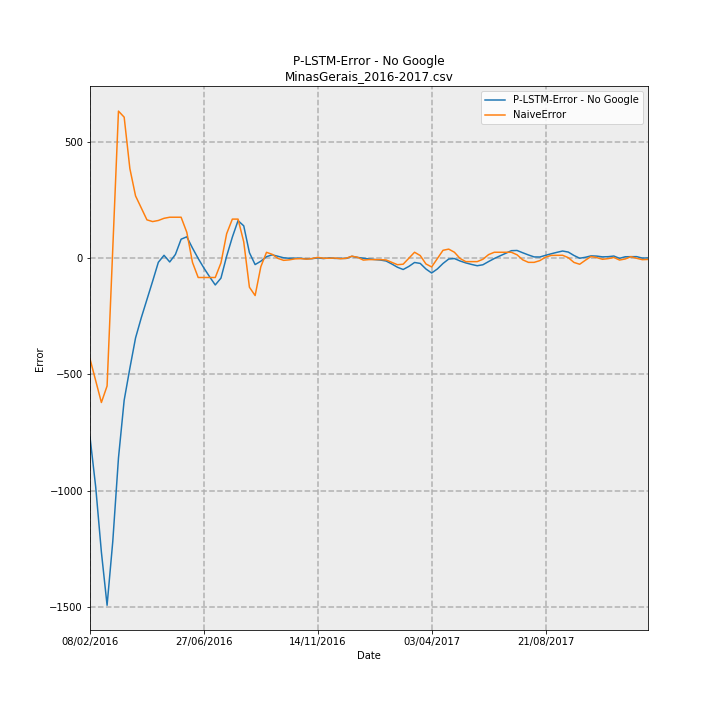 P-LSTM-Error - No Google
MinasGerais_2016-2017.csv
P-LSTM-Error - No Google
NaiveError
500
0
−500
−1000
−1500
Error
08/02/2016
27/06/2016
14/11/2016
03/04/2017
21/08/2017
Date